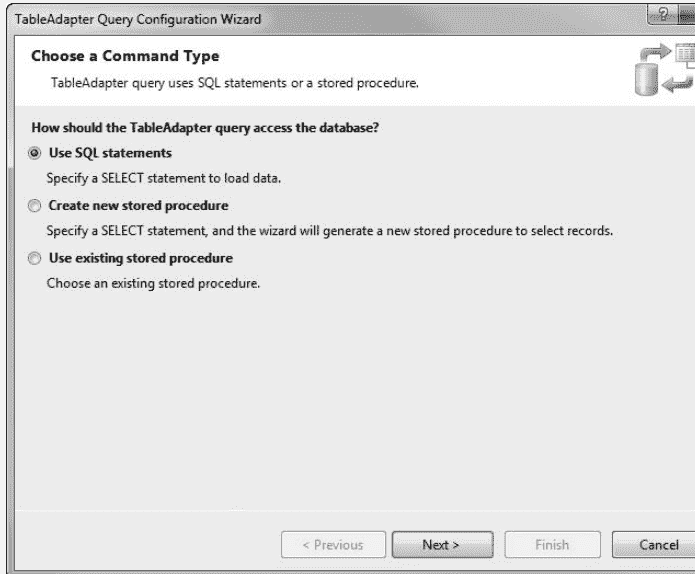 TableAdapter Query Configuration Wizard
?
Choose a Command Type
TableAdapter query uses SQL statements or a stored procedure.
How should the TableAdapter query access the database?
Use SQL statements
Specify a SELECT statement to load data.
Create new stored procedure
Specify a SELECT statement, and the wizard will generate a new stored procedure to select records.
Use existing stored procedure
Choose an existing stored procedure.
< Previous Next > Finish Cancel